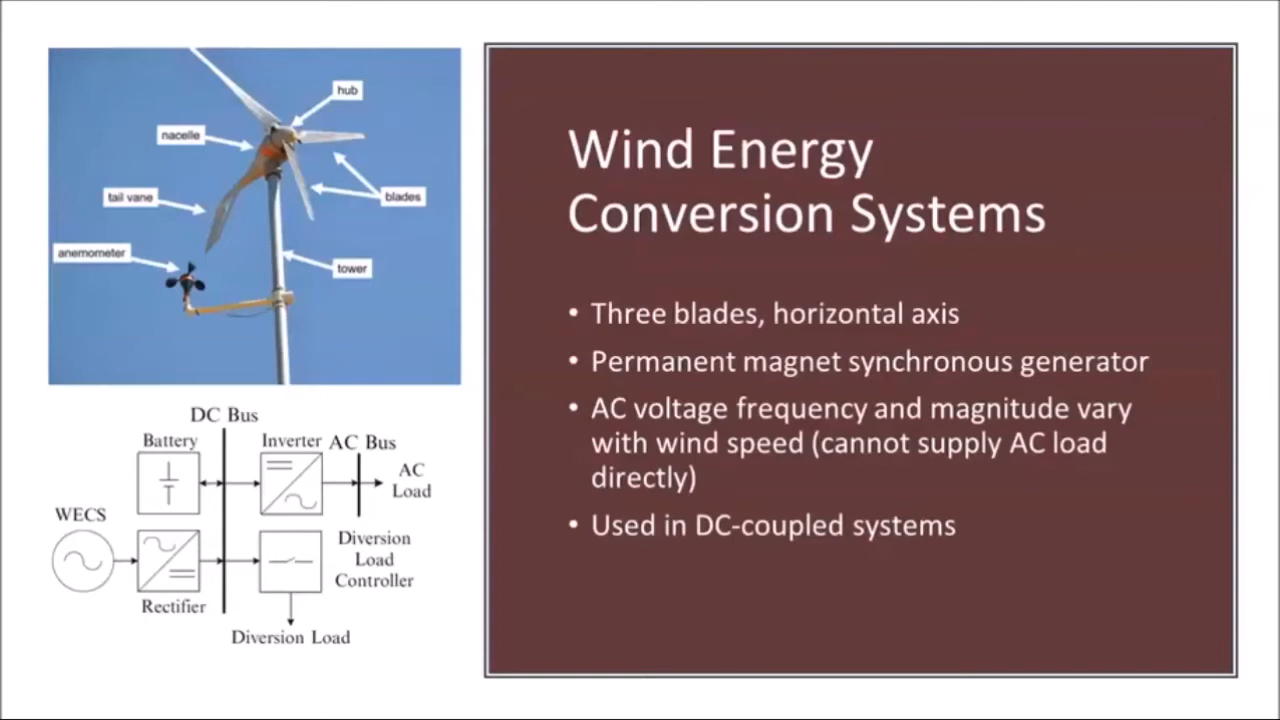 hub
nacelle
tail vane
blades
anemometer
tower
DC Bus
Battery
Inverter AC Bus
AC
Load
WECS
Diversion
Load
Controller
Rectifier
Diversion Load
Wind Energy
Conversion Systems
• Three blades, horizontal axis
• Permanent magnet synchronous generator
• AC voltage frequency and magnitude vary
with wind speed (cannot supply AC load
directly)
• Used in DC-coupled systems